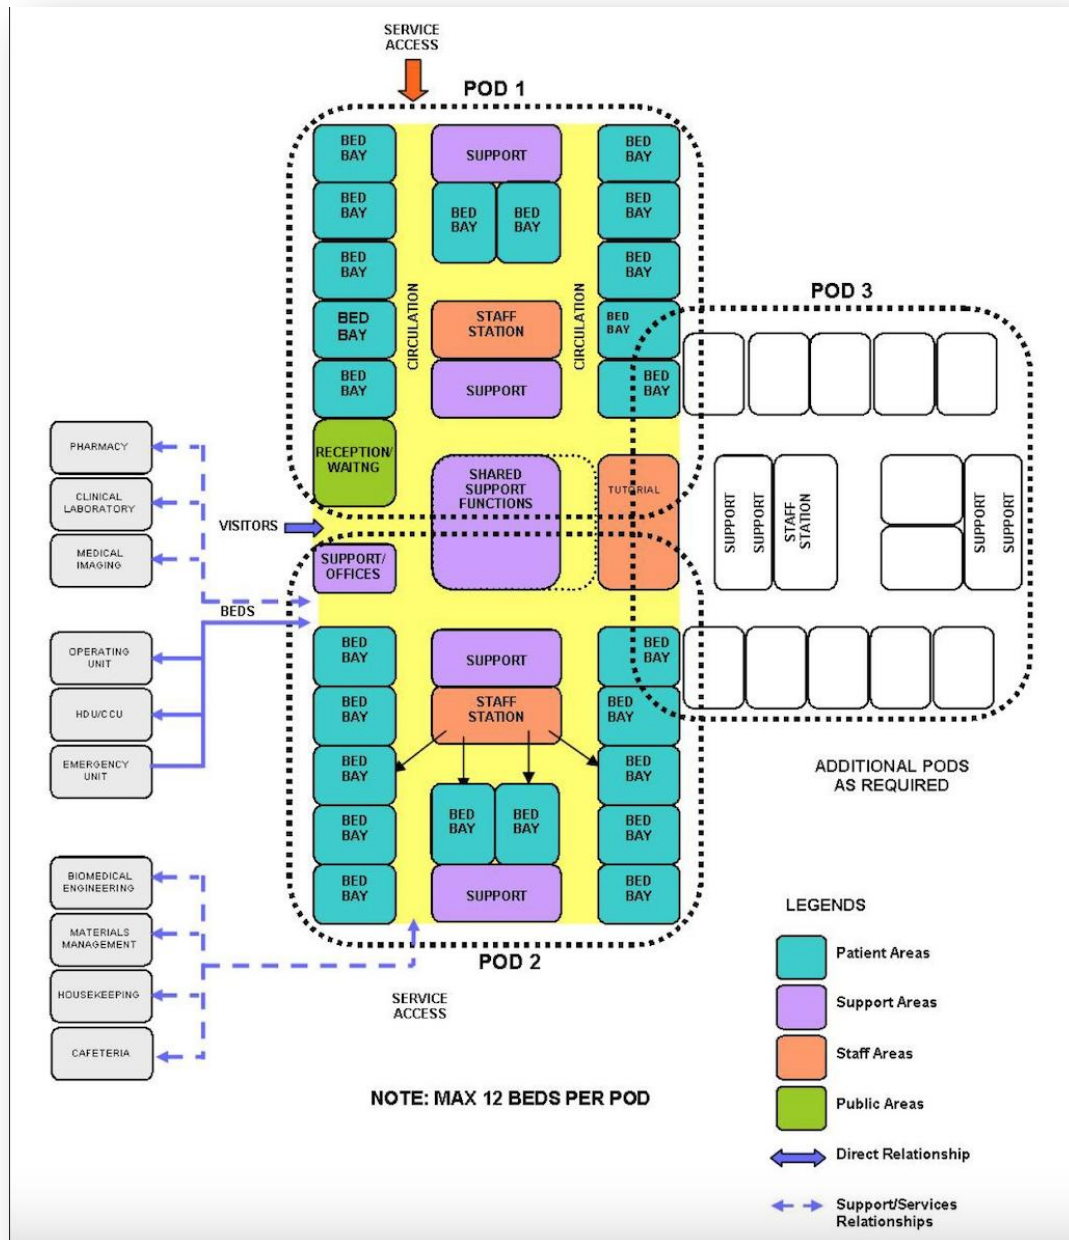 SERVICE
ACCESS
POD 1
BED
BAY
SUPPORT
BED
BAY
BED
BAY
BED
BAY
BED
BAY
BED
BAY
BED
BAY
BED
BAY
CIRCULATION
CIRCULATION
POD 3
BED
BAY
STAFF
STATION
BED
BAY
BED
BAY
SUPPORT
BED
BAY
PHARMACY
CLINICAL
LABORATORY
MEDICAL
IMAGING
RECEPTION/
WAITNG
SHARED
SUPPORT
FUNCTIONS
TUTORIAL
SUPPORT
SUPPORT
STAFF
STATION
SUPPORT
SUPPORT
VISITORS
SUPPORT/
OFFICES
BEDS
OPERATING
UNIT
HDU/CCU
EMERGENCY
UNIT
BED
BAY
SUPPORT
BED
BAY
BED
BAY
STAFF
STATION
BED
BAY
BED
BAY
BED
BAY
BED
BAY
BED
BAY
BED
BAY
BED
BAY
BED
BAY
SUPPORT
BED
BAY
ADDITIONAL PODS
AS REQUIRED
BIOMEDICAL
ENGINEERING
MATERIALS
MANAGEMENT
HOUSEKEEPING
CAFETERIA
POD 2
SERVICE
ACCESS
NOTE: MAX 12 BEDS PER POD
LEGENDS
Patient Areas
Support Areas
Staff Areas
Public Areas
Direct Relationship
Support/Services
Relationships